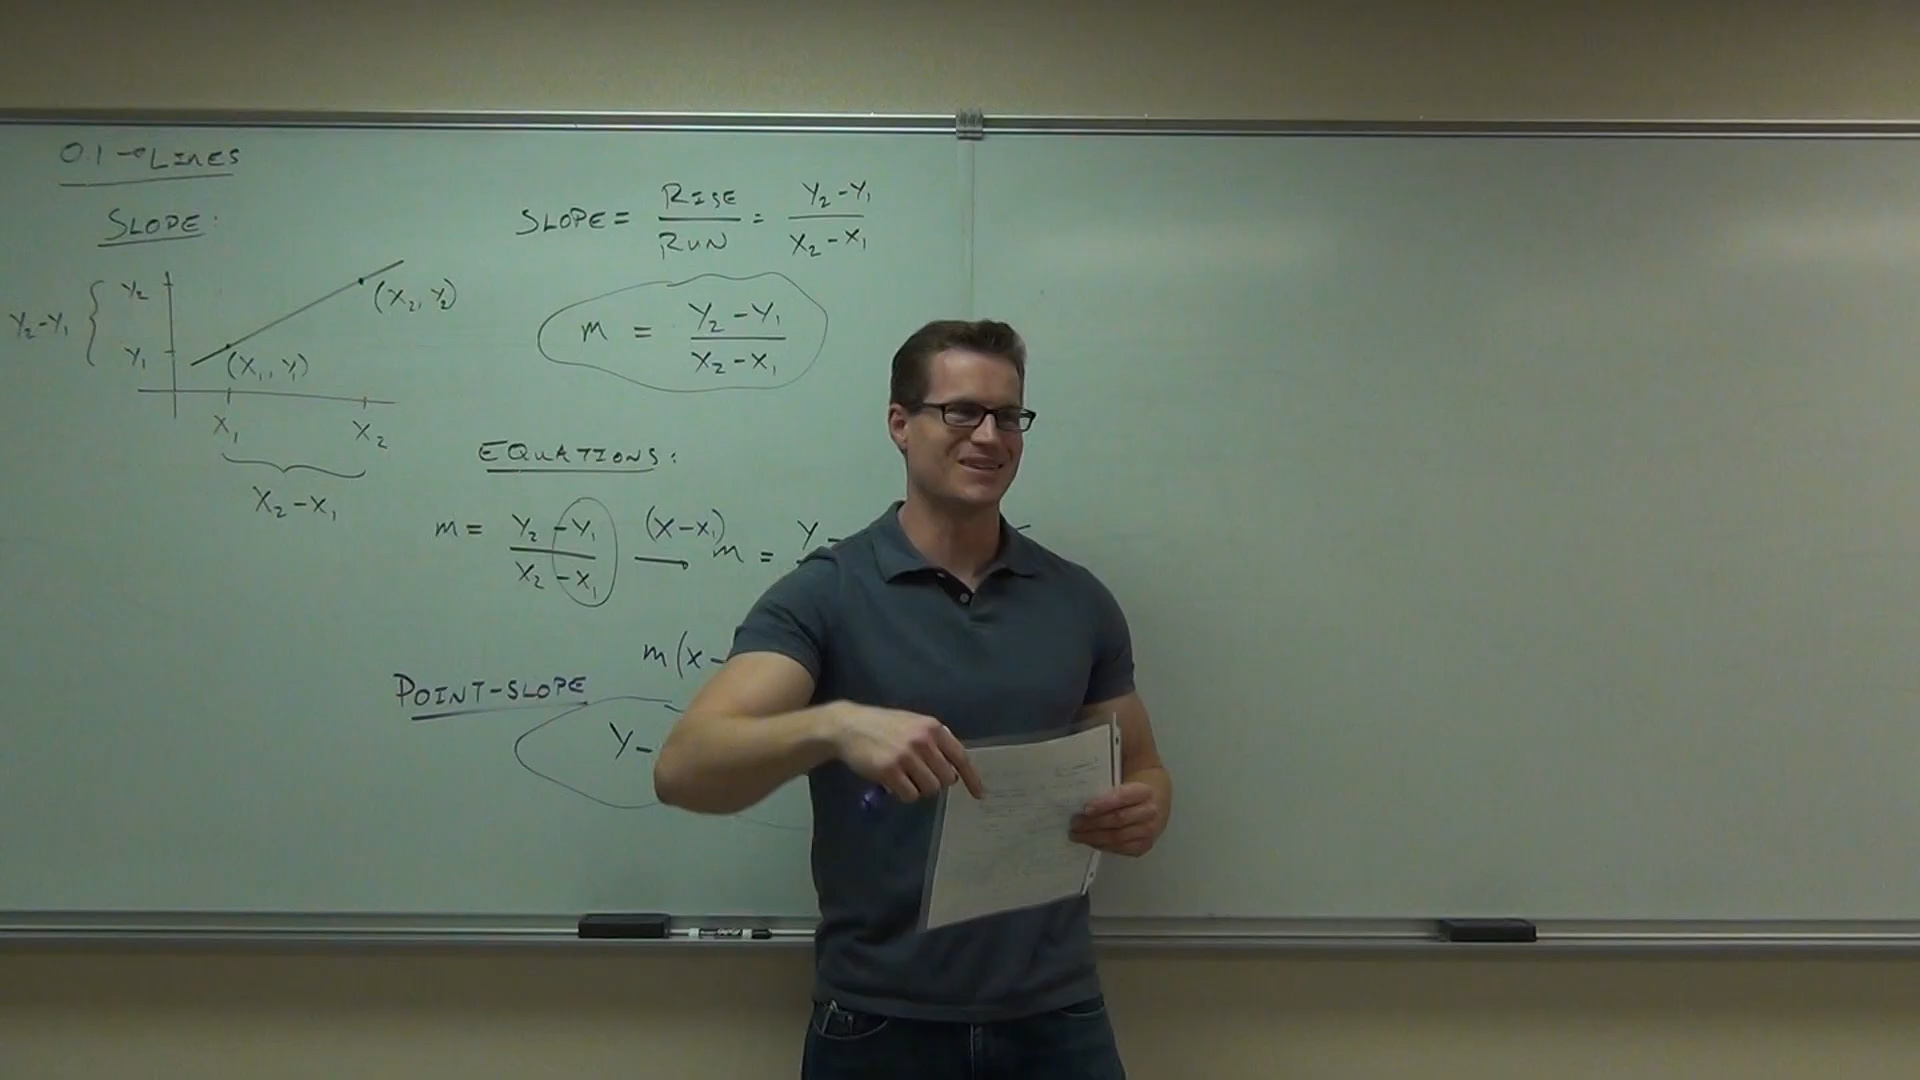 0.1 → LINES
SLOPE:
Y₂-Y₁ { Y₂
Y₁
(X₂, Y₂)
(X₁, Y₁)
X₁ X₂
X₂-X₁
SLOPE = RISE/RUN = Y₂-Y₁/X₂-X₁
m = Y₂-Y₁/X₂-X₁
EQUATIONS:
m = Y₂-Y₁/X₂-X₁ → (X-X₁) m = Y-
m(X-
POINT-SLOPE
Y-